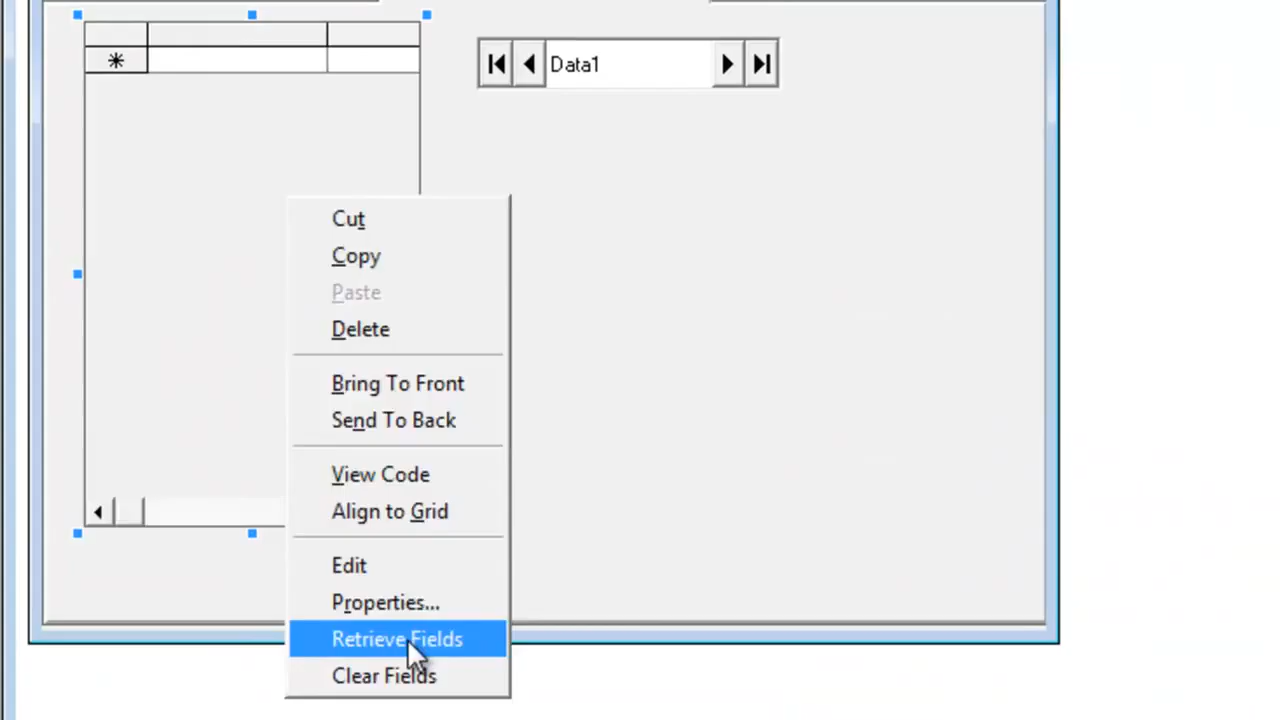 Data1
Cut
Copy
Paste
Delete
Bring To Front
Send To Back
View Code
Align to Grid
Edit
Properties...
Retrieve Fields
Clear Fields